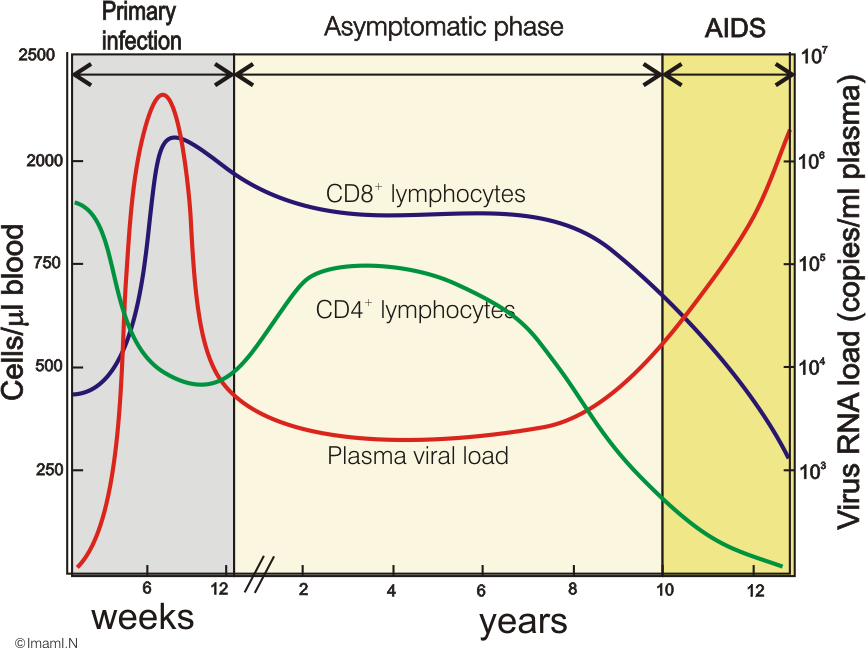 Primary
infection
Asymptomatic phase
AIDS
2500
2000
750
500
250
Cells/µl blood
10⁷
10⁶
10⁵
10⁴
10³
Virus RNA load (copies/ml plasma)
CD8⁺ lymphocytes
CD4⁺ lymphocytes
Plasma viral load
6 12 2 4 6 8 10 12
weeks years
©ImamI.N